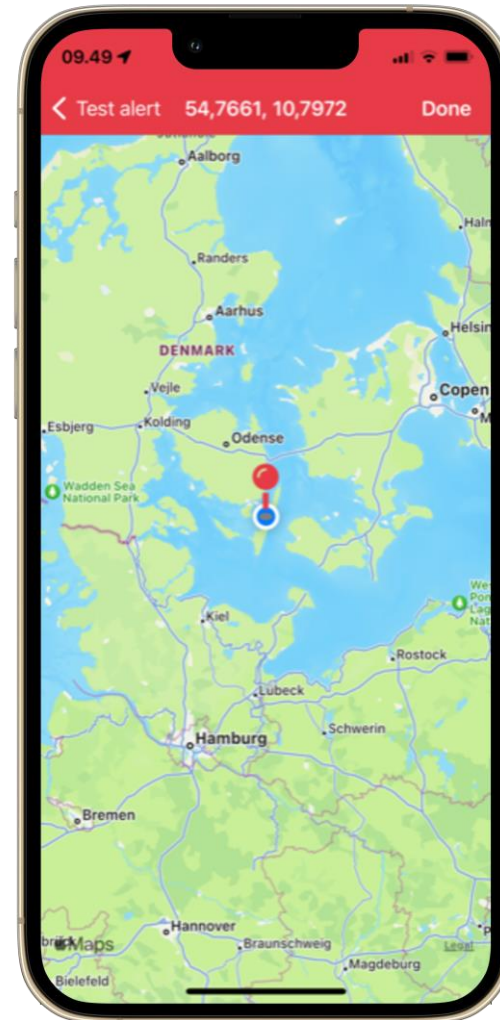 09.49
Test alert 54,7661, 10,7972 Done
Aalborg
Randers
Aarhus
DENMARK
Vejle
Kolding
Esbjerg
Odense
Copen
Helsin
Wadden Sea
National Park
Kiel
Rostock
Lübeck
Hamburg
Schwerin
Bremen
Hannover
Maps
Braunschweig
Legal
Magdeburg
Bielefeld